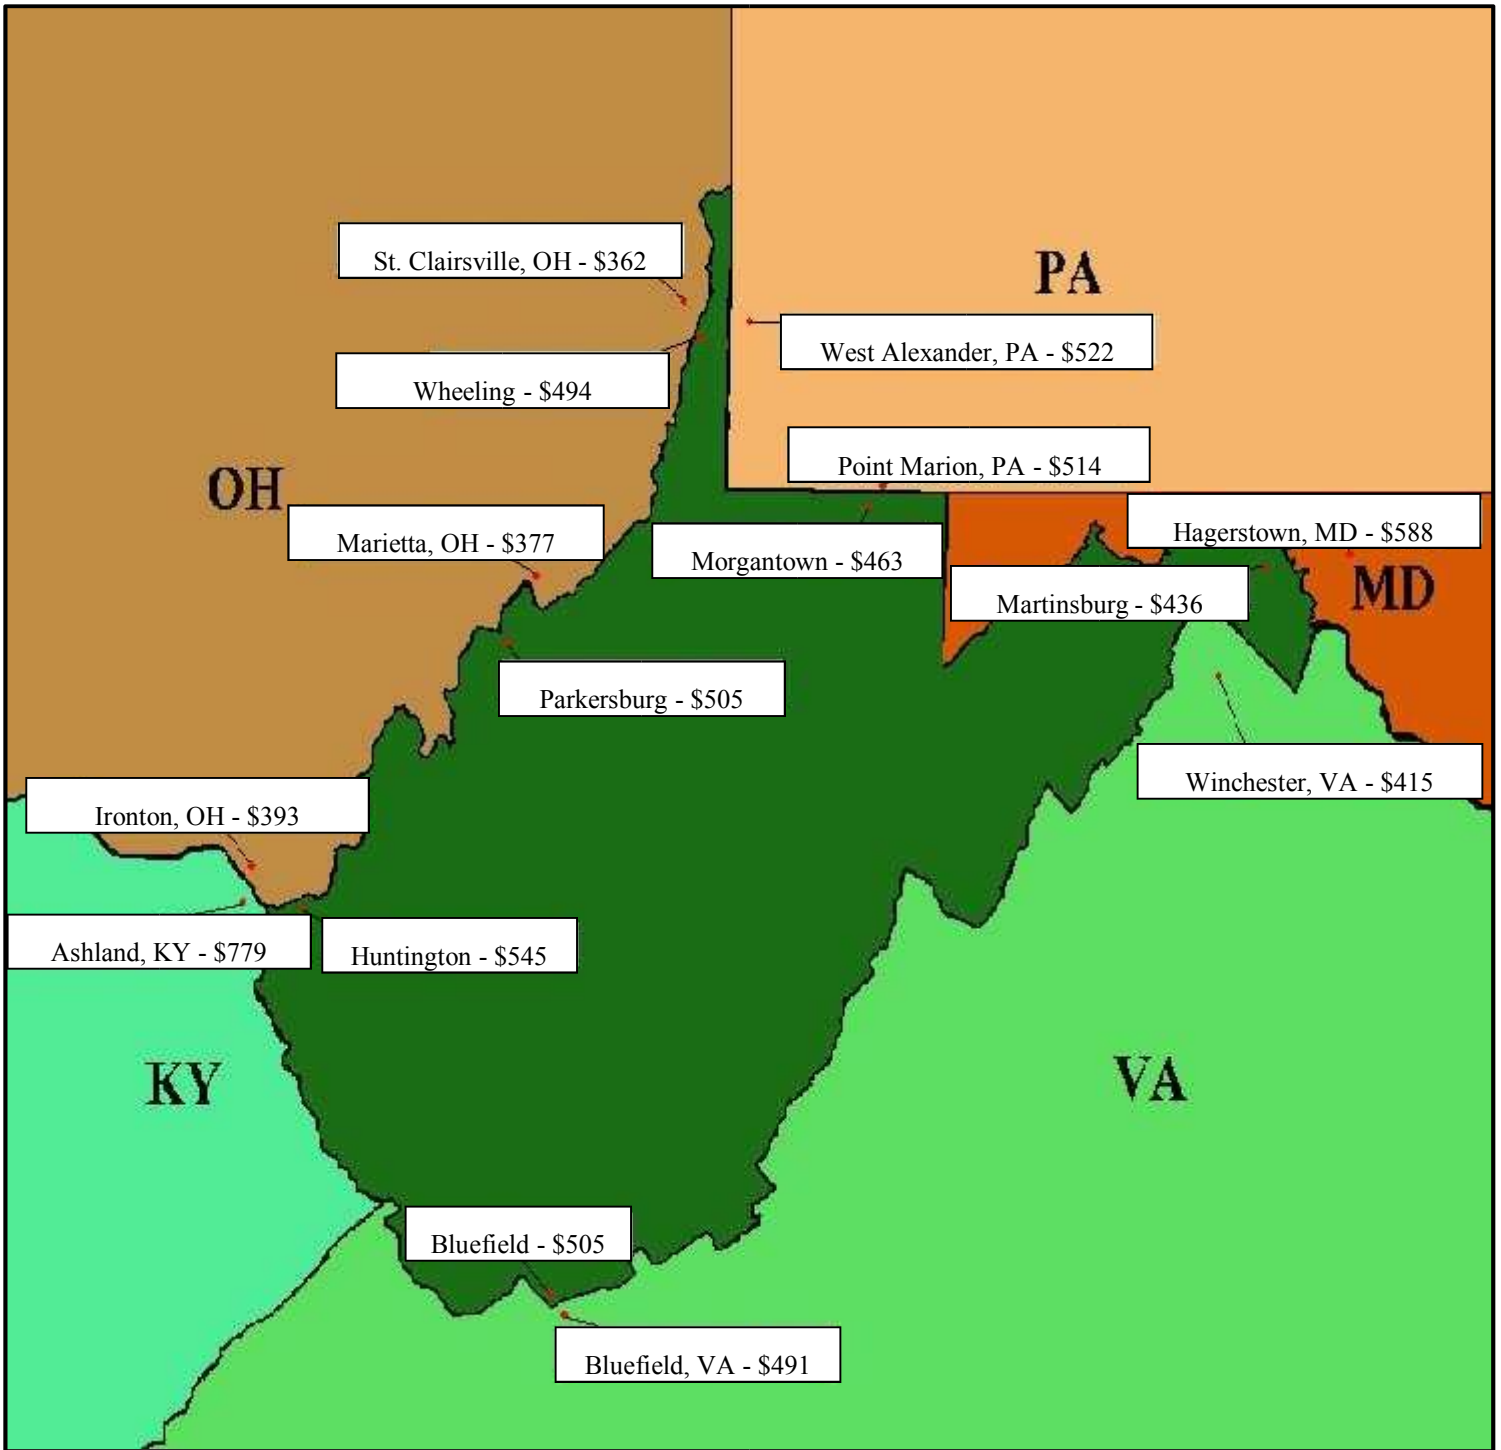 St. Clairsville, OH - $362
PA
West Alexander, PA - $522
Wheeling - $494
Point Marion, PA - $514
OH
Marietta, OH - $377
Hagerstown, MD - $588
Morgantown - $463
MD
Martinsburg - $436
Parkersburg - $505
Winchester, VA - $415
Ironton, OH - $393
Ashland, KY - $779
Huntington - $545
KY
VA
Bluefield - $505
Bluefield, VA - $491